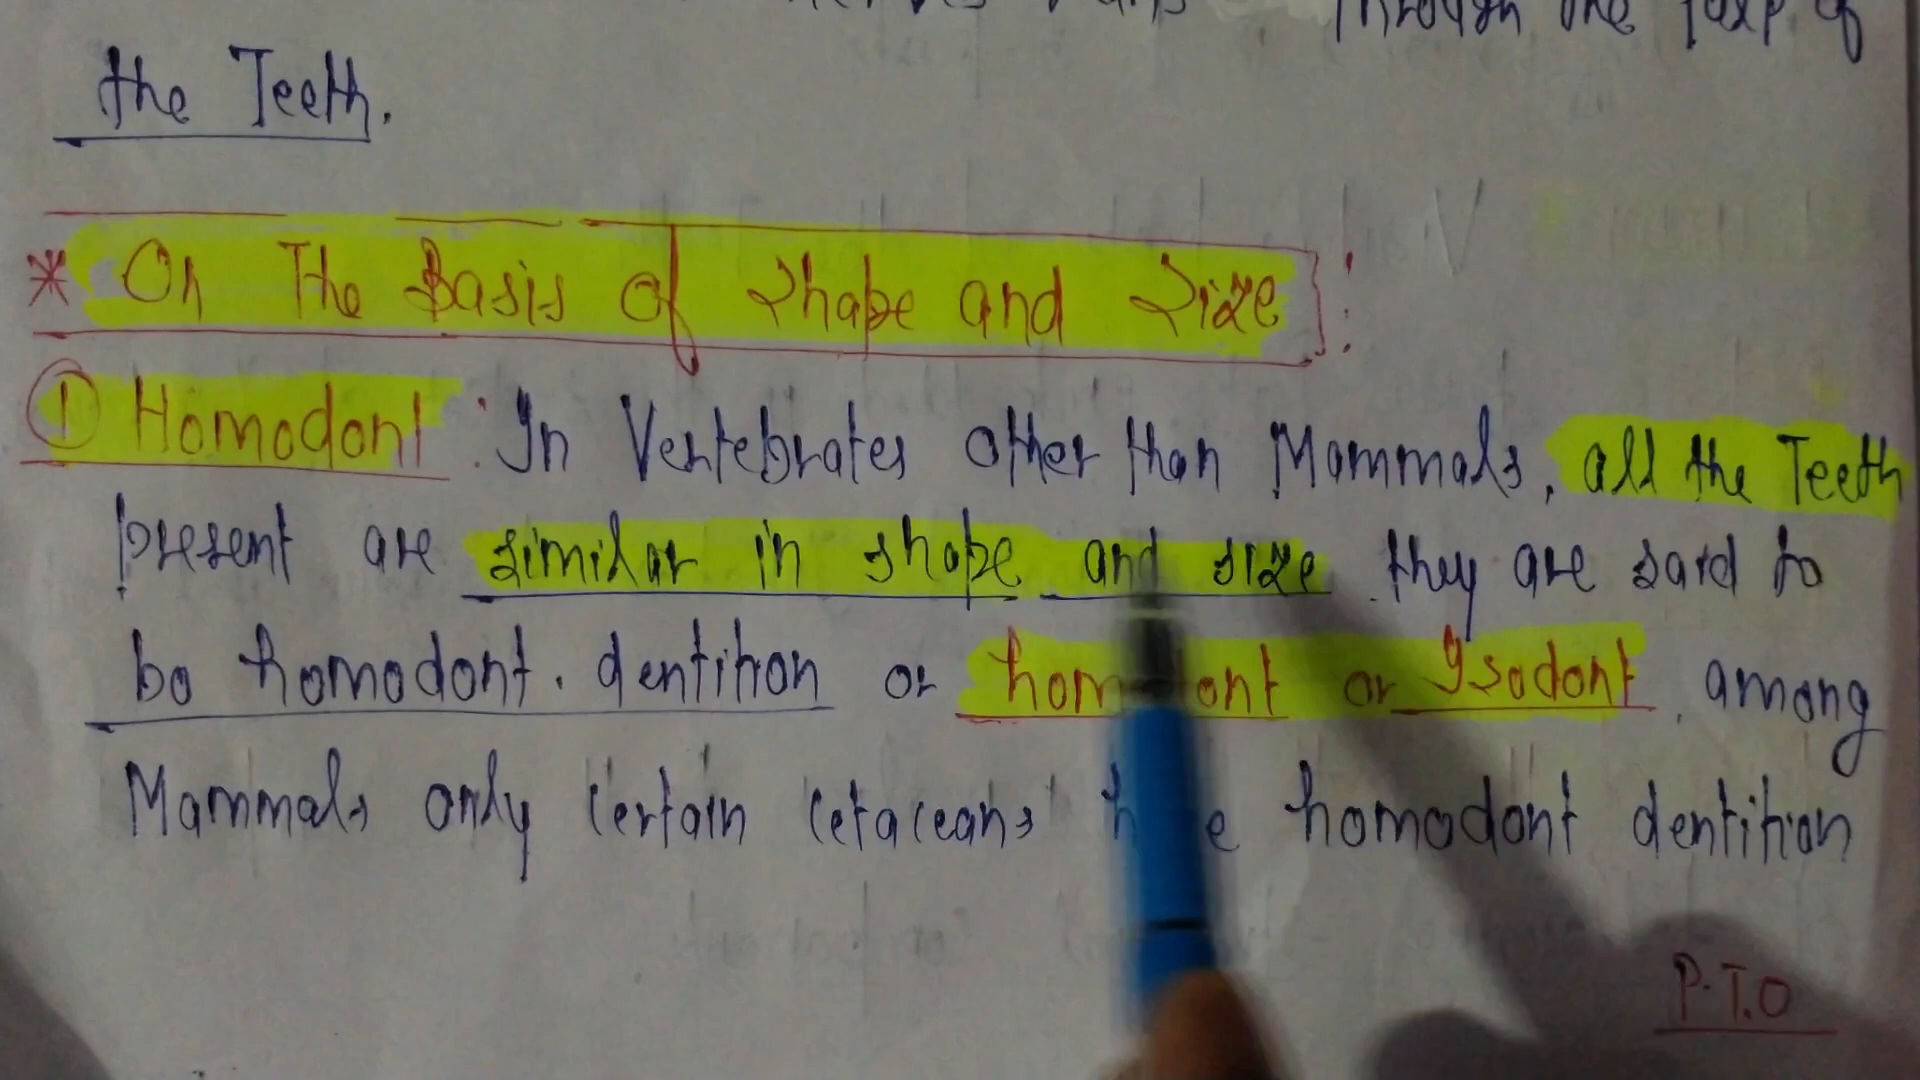 Through the
the Teeth.
* On The Basis of Shape and Size :
① Homodont : In Vertebrates other than Mammals, all the Teeth
present are similar in shape and size they are said to
be homodont. dentition or or Isodont, among
Mammals only certain cetaceans homodont dentition
P.T.O